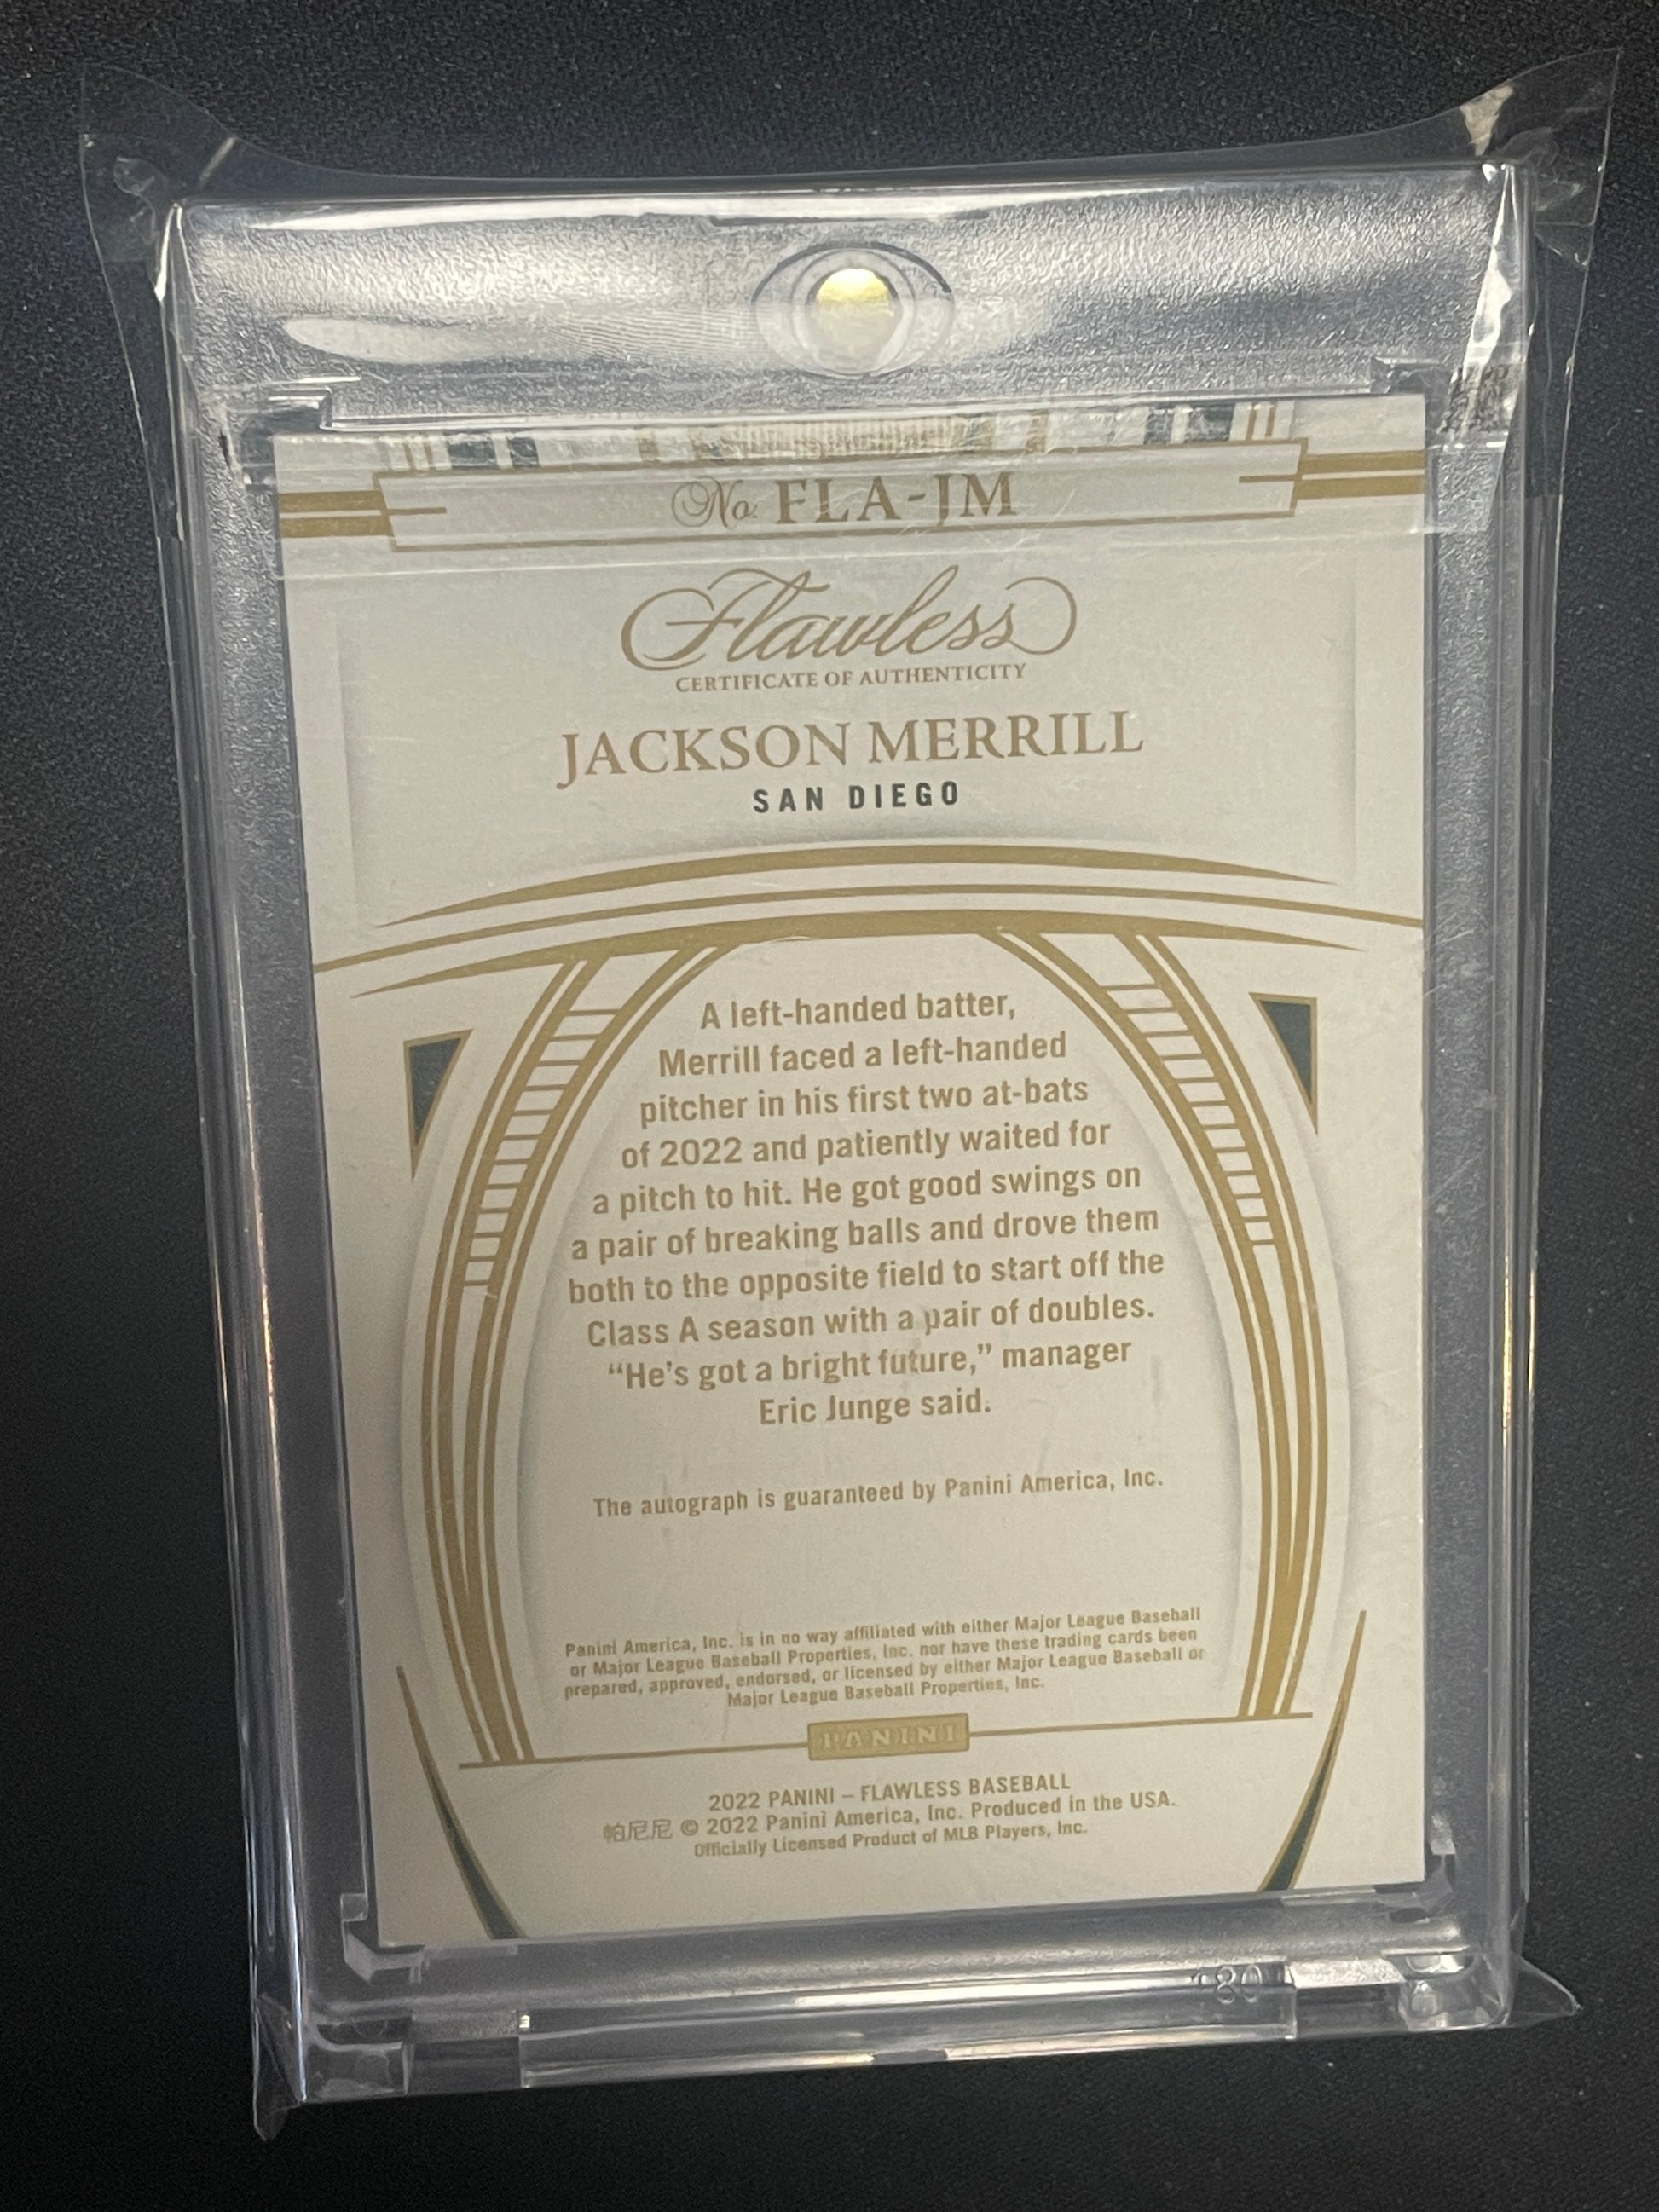 No. FLA-JM
Flawless
CERTIFICATE OF AUTHENTICITY
JACKSON MERRILL
SAN DIEGO
A left-handed batter,
Merrill faced a left-handed
pitcher in his first two at-bats
of 2022 and patiently waited for
a pitch to hit. He got good swings on
a pair of breaking balls and drove them
both to the opposite field to start off the
Class A season with a pair of doubles.
“He’s got a bright future,” manager
Eric Junge said.
The autograph is guaranteed by Panini America, Inc.
Panini America, Inc. is in no way affiliated with either Major League Baseball
or Major League Baseball Properties, Inc. nor have these trading cards been
prepared, approved, endorsed, or licensed by either Major League Baseball or
Major League Baseball Properties, Inc.
PANINI
2022 PANINI – FLAWLESS BASEBALL
帕尼尼 © 2022 Panini America, Inc. Produced in the USA.
Officially Licensed Product of MLB Players, Inc.